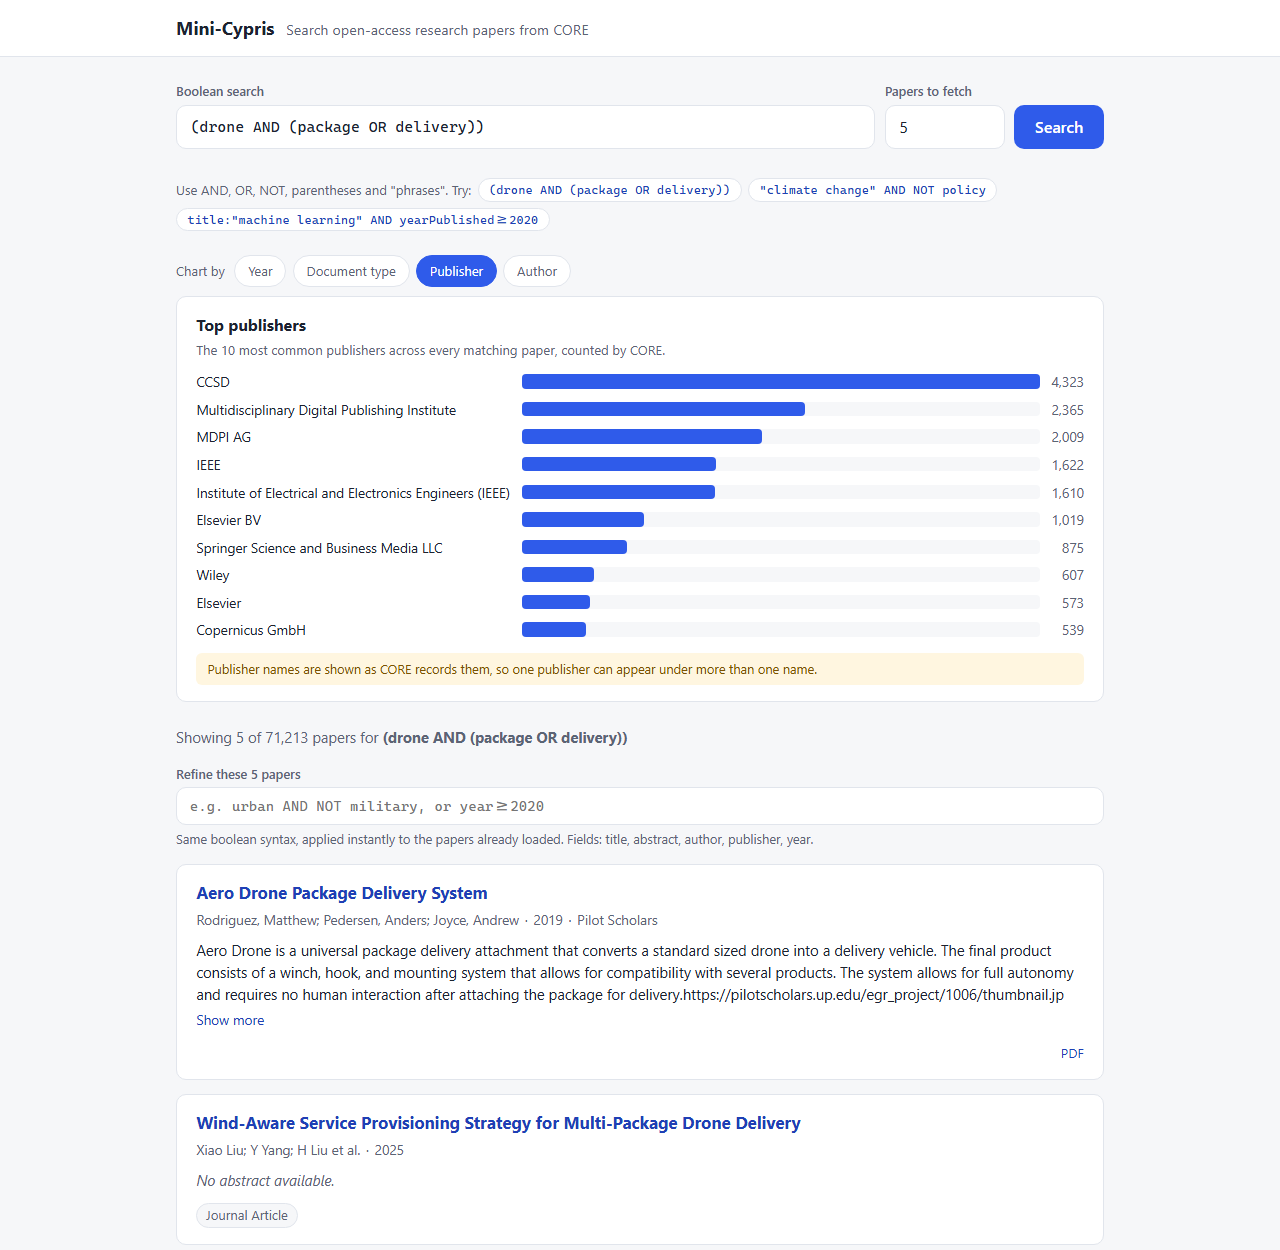 Mini-Cypris Search open-access research papers from CORE
Boolean search
Papers to fetch
(drone AND (package OR delivery))
5
Search
Use AND, OR, NOT, parentheses and "phrases". Try: (drone AND (package OR delivery)) "climate change" AND NOT policy
title:"machine learning" AND yearPublished>=2020
Chart by Year Document type Publisher Author
Top publishers
The 10 most common publishers across every matching paper, counted by CORE.
CCSD 4,323
Multidisciplinary Digital Publishing Institute 2,365
MDPI AG 2,009
IEEE 1,622
Institute of Electrical and Electronics Engineers (IEEE) 1,610
Elsevier BV 1,019
Springer Science and Business Media LLC 875
Wiley 607
Elsevier 573
Copernicus GmbH 539
Publisher names are shown as CORE records them, so one publisher can appear under more than one name.
Showing 5 of 71,213 papers for (drone AND (package OR delivery))
Refine these 5 papers
e.g. urban AND NOT military, or year>=2020
Same boolean syntax, applied instantly to the papers already loaded. Fields: title, abstract, author, publisher, year.
Aero Drone Package Delivery System
Rodriguez, Matthew; Pedersen, Anders; Joyce, Andrew · 2019 · Pilot Scholars
Aero Drone is a universal package delivery attachment that converts a standard sized drone into a delivery vehicle. The final product
consists of a winch, hook, and mounting system that allows for compatibility with several products. The system allows for full autonomy
and requires no human interaction after attaching the package for delivery.https://pilotscholars.up.edu/egr_project/1006/thumbnail.jp
Show more
PDF
Wind-Aware Service Provisioning Strategy for Multi-Package Drone Delivery
Xiao Liu; Y Yang; H Liu et al. · 2025
No abstract available.
Journal Article